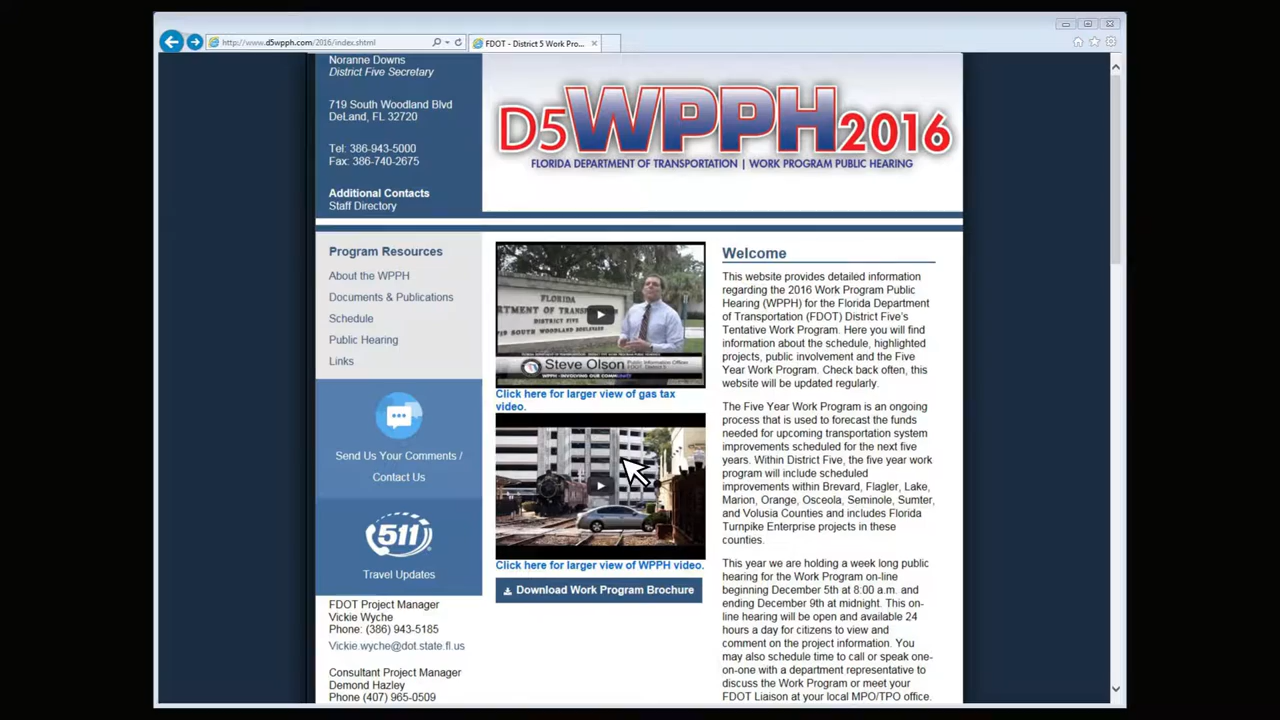 http://www.d5wpph.com/2016/index.shtml
FDOT - District 5 Work Pro...
Noranne Downs
District Five Secretary
719 South Woodland Blvd
DeLand, FL 32720
Tel: 386-943-5000
Fax: 386-740-2675
Additional Contacts
Staff Directory
D5WPPH2016
FLORIDA DEPARTMENT OF TRANSPORTATION | WORK PROGRAM PUBLIC HEARING
Program Resources
About the WPPH
Documents & Publications
Schedule
Public Hearing
Links
Send Us Your Comments /
Contact Us
511
Travel Updates
FDOT Project Manager
Vickie Wyche
Phone: (386) 943-5185
Vickie.wyche@dot.state.fl.us
Consultant Project Manager
Demond Hazley
Phone (407) 965-0509
FLORIDA
DISTRICT FIVE
SOUTH WOODLAND
Steve Olson
Public Information Officer
FDOT, District 5
Click here for larger view of gas tax
video.
Click here for larger view of WPPH video.
Download Work Program Brochure
Welcome
This website provides detailed information
regarding the 2016 Work Program Public
Hearing (WPPH) for the Florida Department
of Transportation (FDOT) District Five's
Tentative Work Program. Here you will find
information about the schedule, highlighted
projects, public involvement and the Five
Year Work Program. Check back often, this
website will be updated regularly.
The Five Year Work Program is an ongoing
process that is used to forecast the funds
needed for upcoming transportation system
improvements scheduled for the next five
years. Within District Five, the five year work
program will include scheduled
improvements within Brevard, Flagler, Lake,
Marion, Orange, Osceola, Seminole, Sumter,
and Volusia Counties and includes Florida
Turnpike Enterprise projects in these
counties.
This year we are holding a week long public
hearing for the Work Program on-line
beginning December 5th at 8:00 a.m. and
ending December 9th at midnight. This on-
line hearing will be open and available 24
hours a day for citizens to view and
comment on the project information. You
may also schedule time to call or speak one-
on-one with a department representative to
discuss the Work Program or meet your
FDOT Liaison at your local MPO/TPO office.